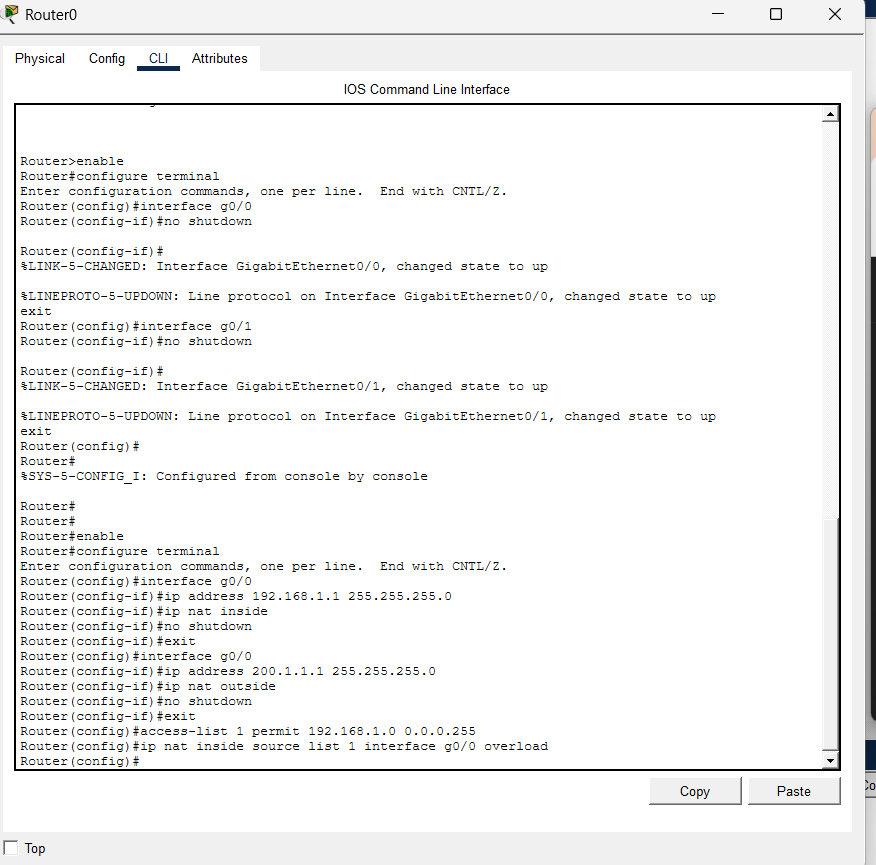 Router0
Physical Config CLI Attributes
IOS Command Line Interface
Router>enable
Router#configure terminal
Enter configuration commands, one per line.  End with CNTL/Z.
Router(config)#interface g0/0
Router(config-if)#no shutdown
Router(config-if)#
%LINK-5-CHANGED: Interface GigabitEthernet0/0, changed state to up
%LINEPROTO-5-UPDOWN: Line protocol on Interface GigabitEthernet0/0, changed state to up
exit
Router(config)#interface g0/1
Router(config-if)#no shutdown
Router(config-if)#
%LINK-5-CHANGED: Interface GigabitEthernet0/1, changed state to up
%LINEPROTO-5-UPDOWN: Line protocol on Interface GigabitEthernet0/1, changed state to up
exit
Router(config)#
Router#
%SYS-5-CONFIG_I: Configured from console by console
Router#
Router#
Router#enable
Router#configure terminal
Enter configuration commands, one per line.  End with CNTL/Z.
Router(config)#interface g0/0
Router(config-if)#ip address 192.168.1.1 255.255.255.0
Router(config-if)#ip nat inside
Router(config-if)#no shutdown
Router(config-if)#exit
Router(config)#interface g0/0
Router(config-if)#ip address 200.1.1.1 255.255.255.0
Router(config-if)#ip nat outside
Router(config-if)#no shutdown
Router(config-if)#exit
Router(config)#access-list 1 permit 192.168.1.0 0.0.0.255
Router(config)#ip nat inside source list 1 interface g0/0 overload
Router(config)#
Copy Paste
Top